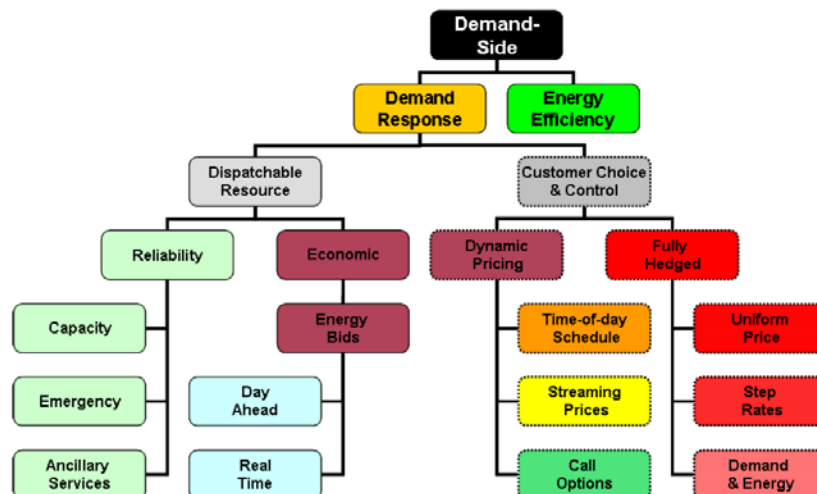 Demand-
Side
Demand
Response
Energy
Efficiency
Dispatchable
Resource
Customer Choice
& Control
Reliability
Economic
Dynamic
Pricing
Fully
Hedged
Capacity
Energy
Bids
Time-of-day
Schedule
Uniform
Price
Emergency
Day
Ahead
Streaming
Prices
Step
Rates
Ancillary
Services
Real
Time
Call
Options
Demand
& Energy